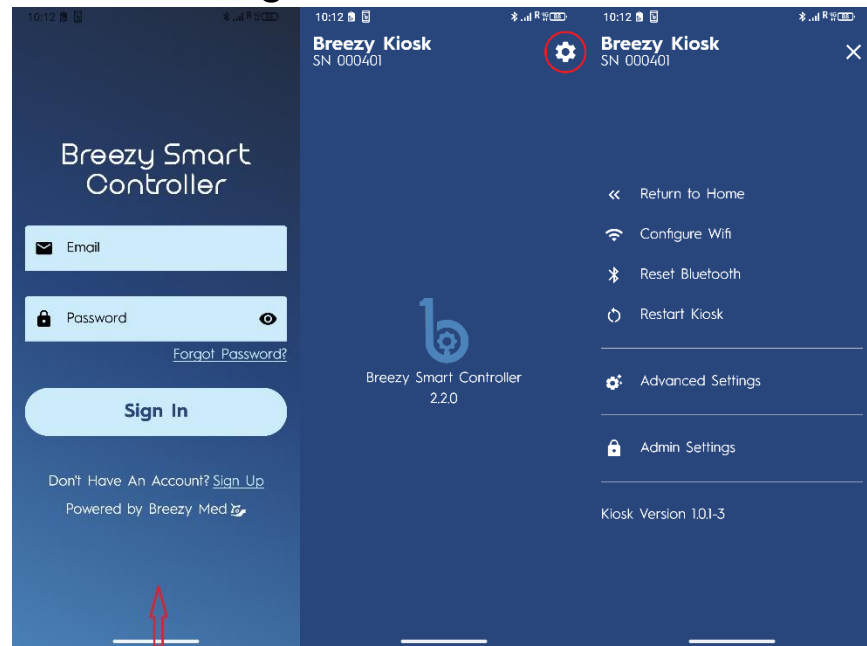 10:12
Breezy Smart
Controller
Email
Password
Forgot Password?
Sign In
Don't Have An Account? Sign Up
Powered by Breezy Med
10:12
Breezy Kiosk
SN 000401
Breezy Smart Controller
2.2.0
10:12
Breezy Kiosk
SN 000401
Return to Home
Configure Wifi
Reset Bluetooth
Restart Kiosk
Advanced Settings
Admin Settings
Kiosk Version 1.0.1-3